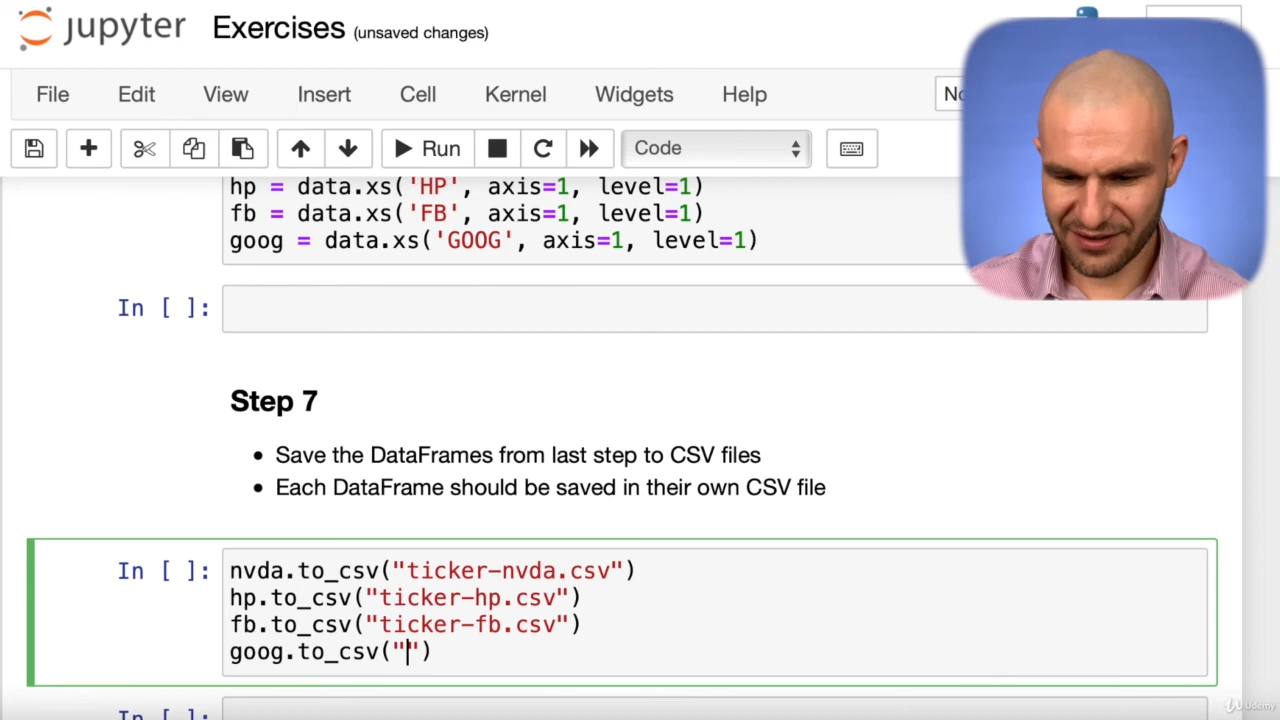 jupyter Exercises (unsaved changes)
File Edit View Insert Cell Kernel Widgets Help
Run Code
hp = data.xs('HP', axis=1, level=1)
fb = data.xs('FB', axis=1, level=1)
goog = data.xs('GOOG', axis=1, level=1)
In [ ]:
Step 7
• Save the DataFrames from last step to CSV files
• Each DataFrame should be saved in their own CSV file
In [ ]:
nvda.to_csv("ticker-nvda.csv")
hp.to_csv("ticker-hp.csv")
fb.to_csv("ticker-fb.csv")
goog.to_csv("")
In [ ]:
Udemy